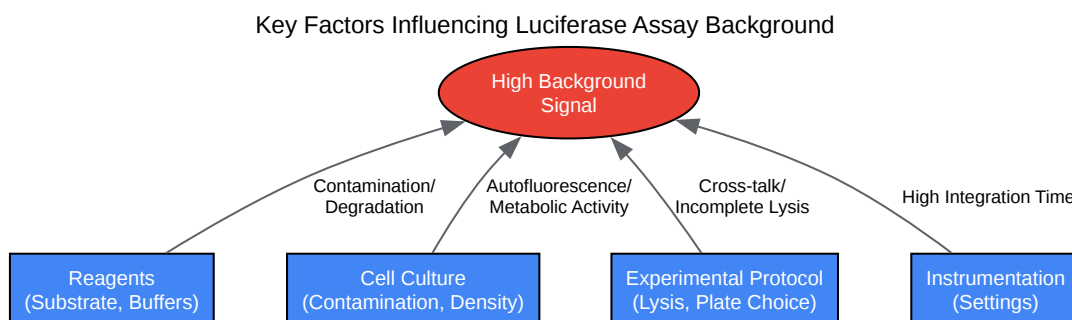 Key Factors Influencing Luciferase Assay Background
High Background
Signal
Contamination/
Degradation
Autofluorescence/
Metabolic Activity
Cross-talk/
Incomplete Lysis
High Integration Time
Reagents
(Substrate, Buffers)
Cell Culture
(Contamination, Density)
Experimental Protocol
(Lysis, Plate Choice)
Instrumentation
(Settings)